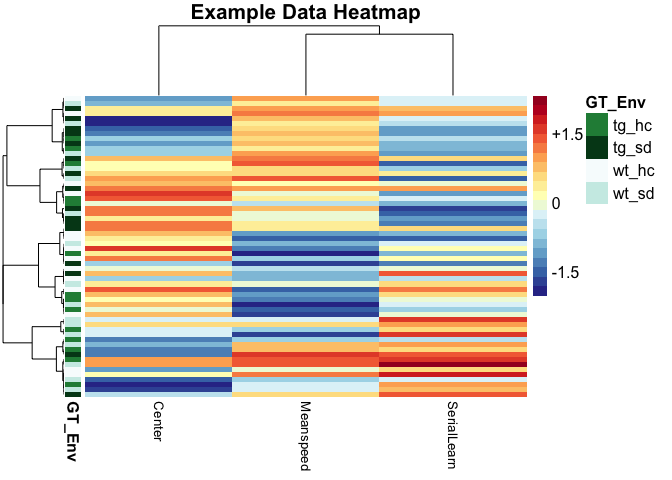 Example Data Heatmap
GT_Env
tg_hc
tg_sd
wt_hc
wt_sd
+1.5
0
-1.5
GT_Env
Center
Meanspeed
SerialLearn